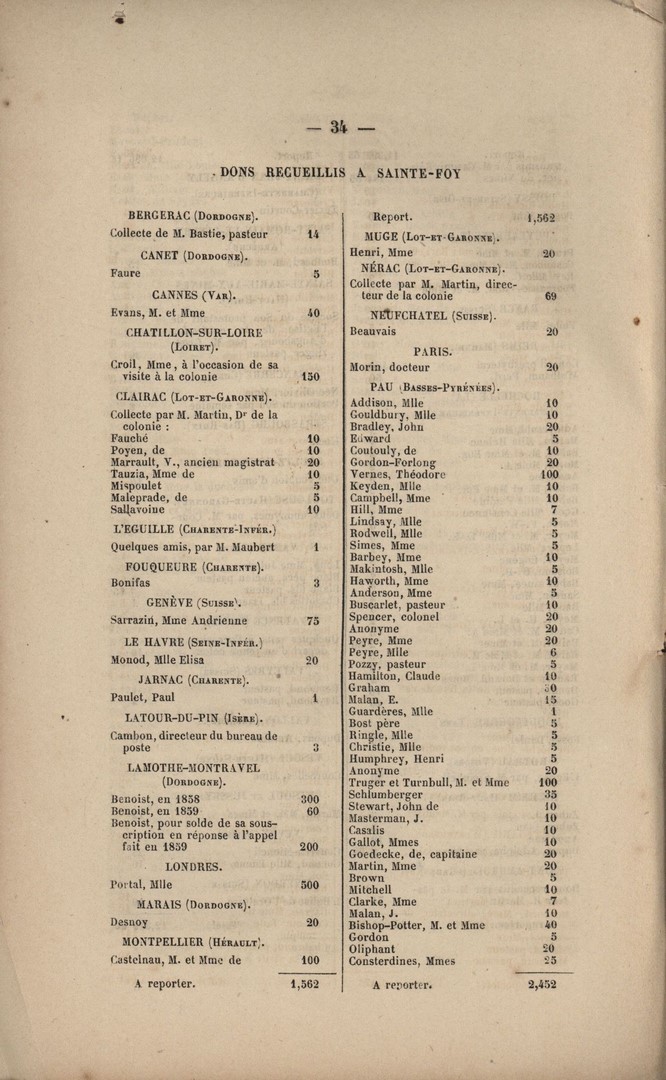 — 34 —
DONS RECUEILLIS A SAINTE-FOY
BERGERAC (DORDOGNE).
Collecte de M. Bastie, pasteur 14
CANET (DORDOGNE).
Faure 5
CANNES (VAR).
Evans, M. et Mme 40
CHATILLON-SUR-LOIRE
(LOIRET).
Croil, Mme, à l'occasion de sa
visite à la colonie 150
CLAIRAC (LOT-ET-GARONNE).
Collecte par M. Martin, Dr de la
colonie :
Fauché 10
Poyen, de 10
Marrault, V., ancien magistrat 20
Tauzia, Mme de 10
Mispoulet 5
Maleprade, de 5
Sallavoine 10
L'EGUILLE (CHARENTE-INFÉR.)
Quelques amis, par M. Maubert 1
FOUQUEURE (CHARENTE).
Bonifas 3
GENÈVE (SUISSE).
Sarrazin, Mme Andrienne 75
LE HAVRE (SEINE-INFÉR.)
Monod, Mlle Elisa 20
JARNAC (CHARENTE).
Paulet, Paul 1
LATOUR-DU-PIN (ISÈRE).
Cambon, directeur du bureau de
poste 3
LAMOTHE-MONTRAVEL
(DORDOGNE).
Benoist, en 1858 300
Benoist, en 1859 60
Benoist, pour solde de sa sous-
cription en réponse à l'appel
fait en 1859 200
LONDRES.
Portal, Mlle 500
MARAIS (DORDOGNE).
Desnoy 20
MONTPELLIER (HÉRAULT).
Castelnau, M. et Mme de 100
A reporter. 1,562
Report. 1,562
MUGE (LOT-ET-GARONNE).
Henri, Mme 20
NÉRAC (LOT-ET-GARONNE).
Collecte par M. Martin, direc-
teur de la colonie 69
NEUFCHATEL (SUISSE).
Beauvais 20
PARIS.
Morin, docteur 20
PAU (BASSES-PYRÉNÉES).
Addison, Mlle 10
Gouldbury, Mlle 10
Bradley, John 20
Edward 5
Coutouly, de 10
Gordon-Forlong 20
Vernes, Théodore 100
Keyden, Mlle 10
Campbell, Mme 10
Hill, Mme 7
Lindsay, Mlle 5
Rodwell, Mlle 5
Simes, Mme 5
Barbey, Mme 10
Makintosh, Mlle 5
Haworth, Mme 10
Anderson, Mme 5
Buscarlet, pasteur 10
Spencer, colonel 20
Anonyme 20
Peyre, Mme 20
Peyre, Mlle 6
Pozzy, pasteur 5
Hamilton, Claude 10
Graham
Malan, E. 15
Guardères, Mlle 1
Bost père 5
Ringle, Mlle 5
Christie, Mlle 5
Humphrey, Henri 5
Anonyme 20
Truger et Turnbull, M. et Mme 100
Schlumberger 35
Stewart, John de 10
Masterman, J. 10
Casalis 10
Gallot, Mmes 10
Goedecke, de, capitaine 20
Martin, Mme 20
Brown 5
Mitchell 10
Clarke, Mme 7
Malan, J. 10
Bishop-Potter, M. et Mme 40
Gordon 5
Oliphant 20
Consterdines, Mmes 25
A reporter. 2,452